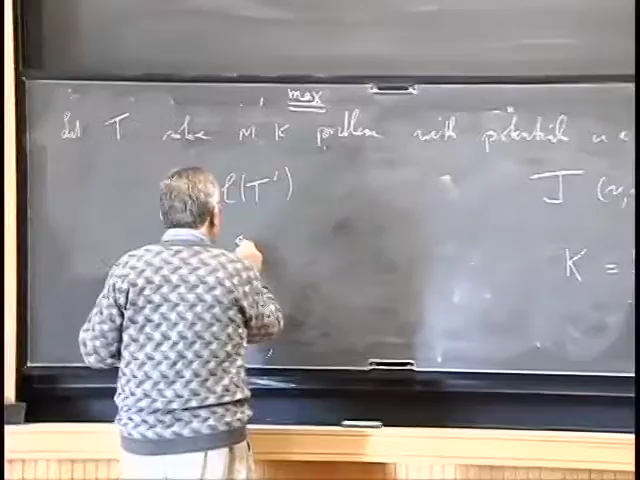 max
Let T solve M K problem with potential u
ℓ(T')
J (x,
K =